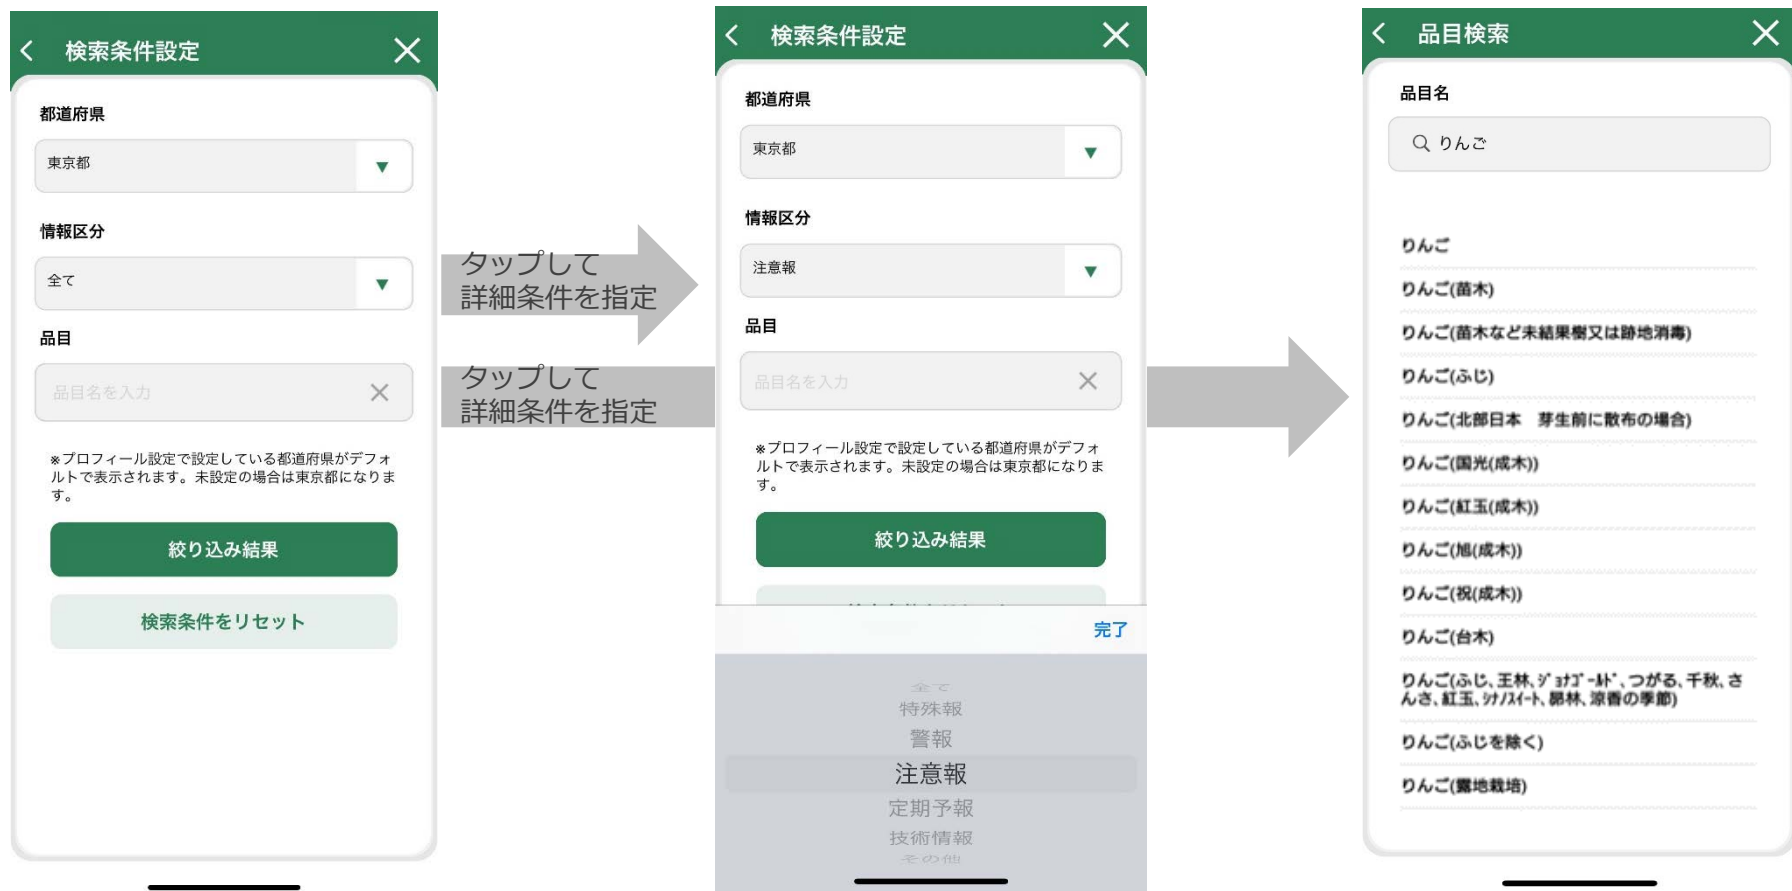 検索条件設定
都道府県
東京都
情報区分
全て
品目
品目名を入力
※プロフィール設定で設定している都道府県がデフォ
ルトで表示されます。未設定の場合は東京都になりま
す。
絞り込み結果
検索条件をリセット
タップして
詳細条件を指定
タップして
詳細条件を指定
検索条件設定
都道府県
東京都
情報区分
注意報
品目
品目名を入力
※プロフィール設定で設定している都道府県がデフォ
ルトで表示されます。未設定の場合は東京都になりま
す。
絞り込み結果
完了
全て
特殊報
警報
注意報
定期予報
技術情報
その他
品目検索
品目名
りんご
りんご
りんご(苗木)
りんご(苗木など未結果樹又は跡地消毒)
りんご(ふじ)
りんご(北部日本　芽生前に散布の場合)
りんご(国光(成木))
りんご(紅玉(成木))
りんご(旭(成木))
りんご(祝(成木))
りんご(台木)
りんご(ふじ、王林、ｼﾞｮﾅｺﾞｰﾙﾄﾞ、つがる、千秋、さ
んさ、紅玉、ｼﾅﾉｽｲｰﾄ、昴林、涼香の季節)
りんご(ふじを除く)
りんご(露地栽培)